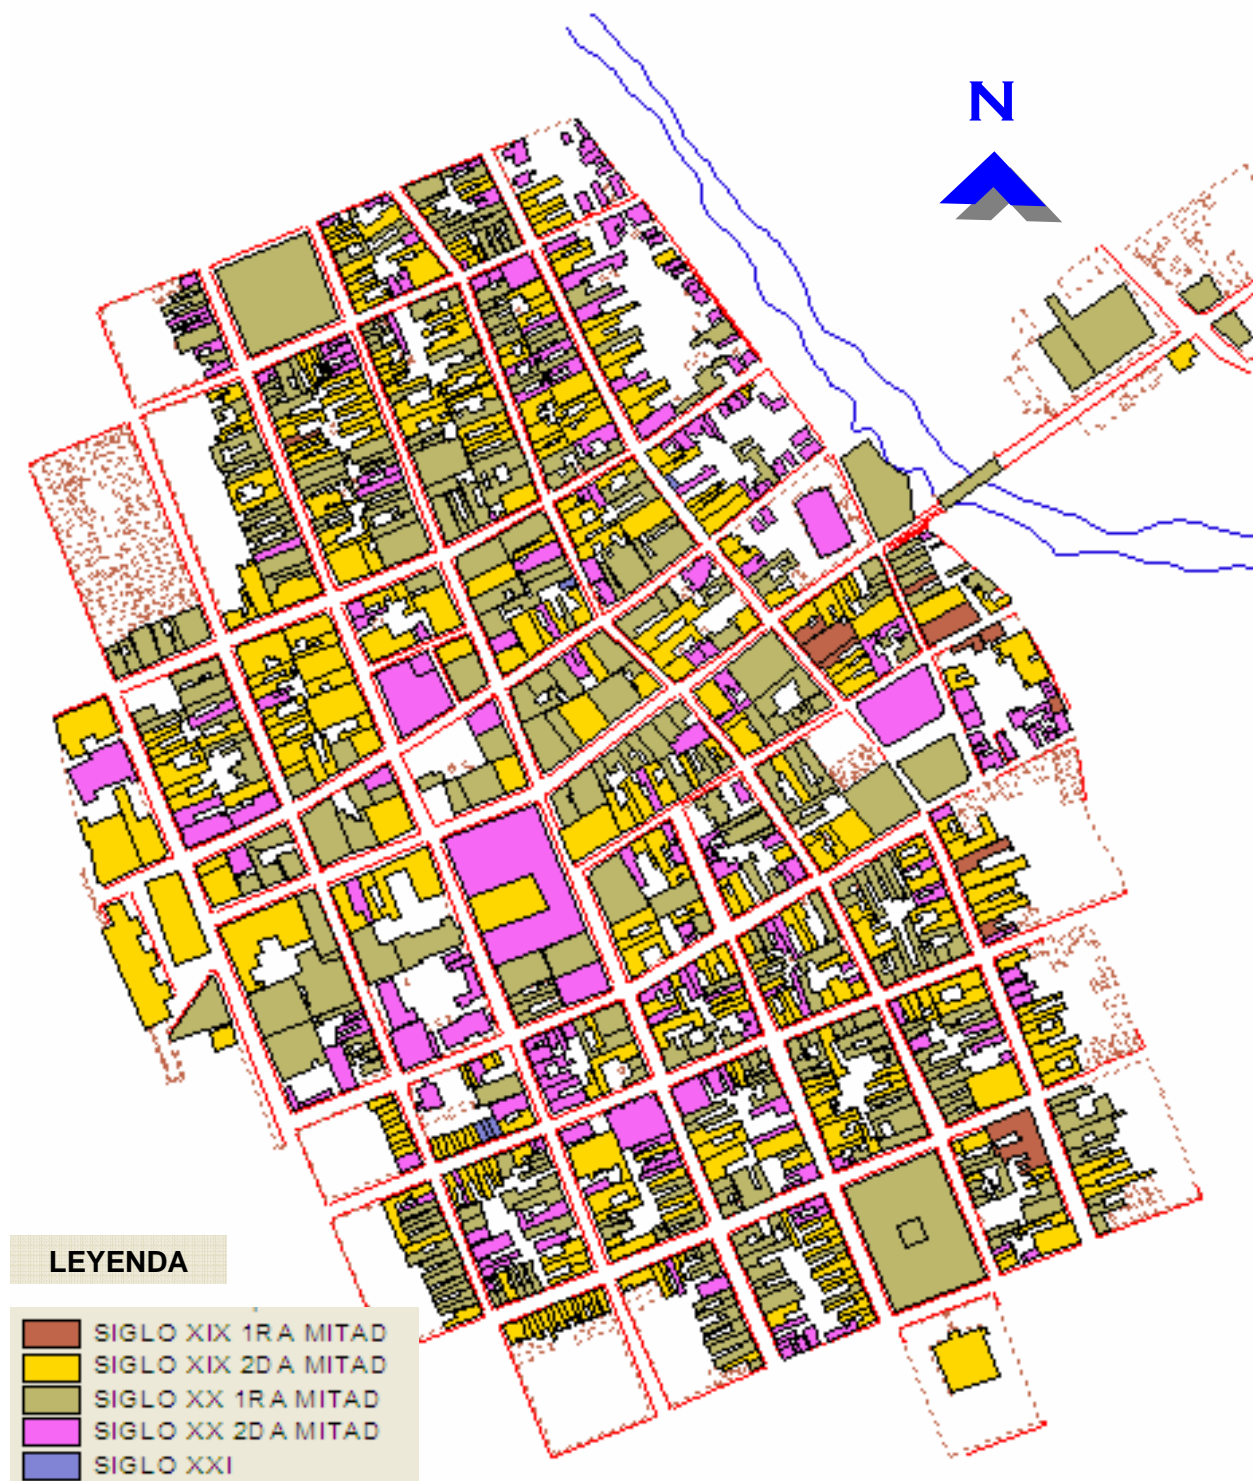 N
LEYENDA
SIGLO XIX 1RA MITAD
SIGLO XIX 2DA MITAD
SIGLO XX 1RA MITAD
SIGLO XX 2DA MITAD
SIGLO XXI